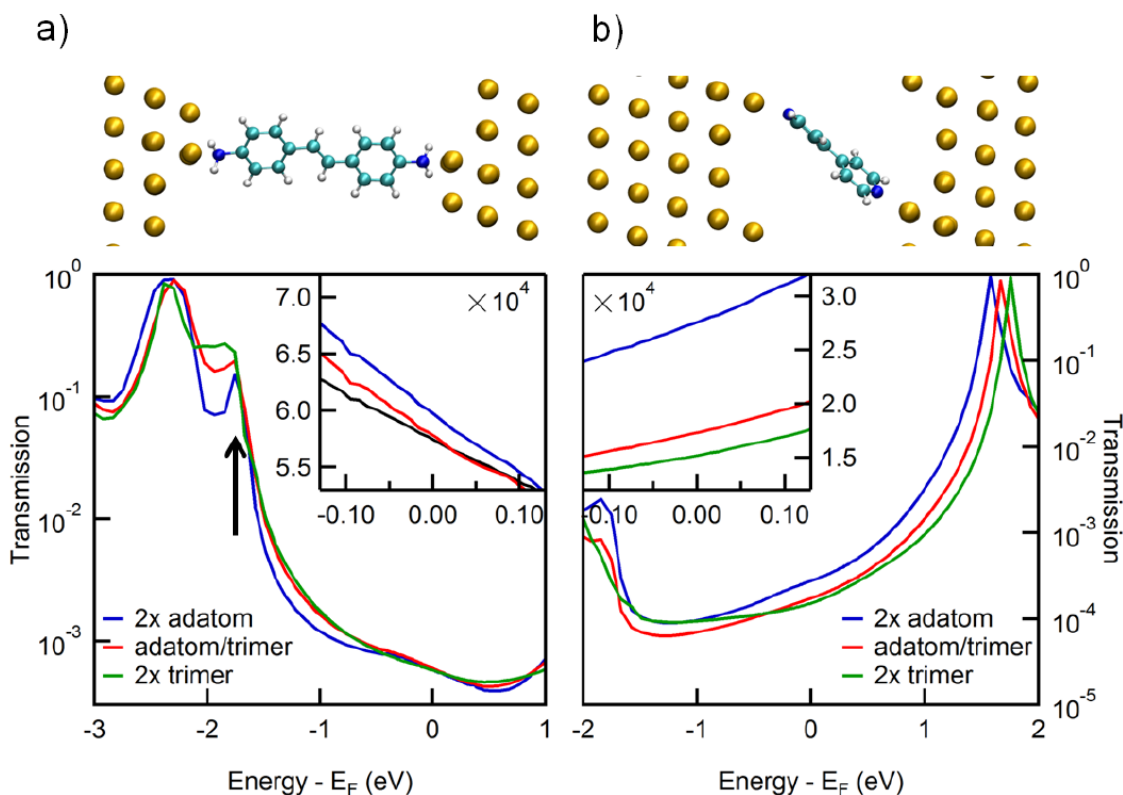 a)
b)
10⁰
10⁻¹
10⁻²
10⁻³
Transmission
7.0
6.5
6.0
5.5
×10⁴
-0.10 0.00 0.10
2x adatom
adatom/trimer
2x trimer
-3 -2 -1 0 1
Energy - E_F (eV)
×10⁴
3.0
2.5
2.0
1.5
-0.10 0.00 0.10
2x adatom
adatom/trimer
2x trimer
10⁰
10⁻¹
10⁻²
10⁻³
10⁻⁴
10⁻⁵
Transmission
-2 -1 0 1 2
Energy - E_F (eV)